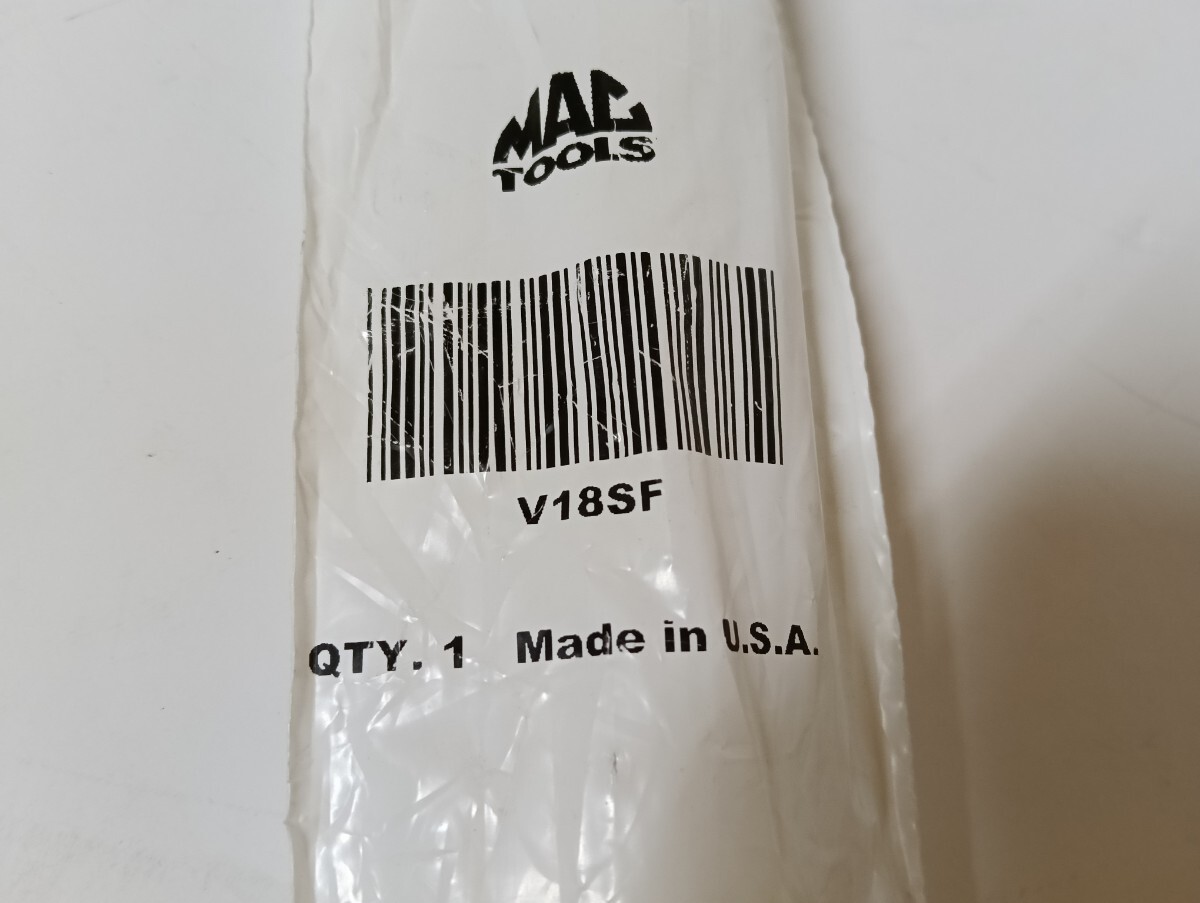 MAC
TOOLS
V18SF
QTY. 1 Made in U.S.A.